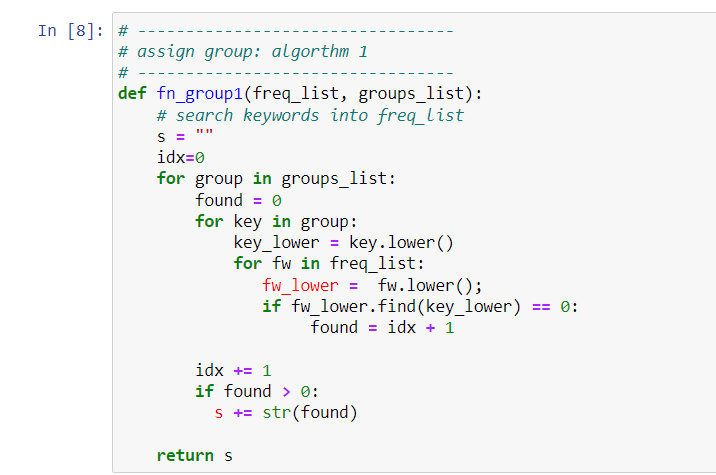 In [8]: # ---------------------------------
# assign group: algorthm 1
# ---------------------------------
def fn_group1(freq_list, groups_list):
    # search keywords into freq_list
    s = ""
    idx=0
    for group in groups_list:
        found = 0
        for key in group:
            key_lower = key.lower()
            for fw in freq_list:
               fw_lower =  fw.lower();
               if fw_lower.find(key_lower) == 0:
                    found = idx + 1
        idx += 1
        if found > 0:
          s += str(found)
    return s